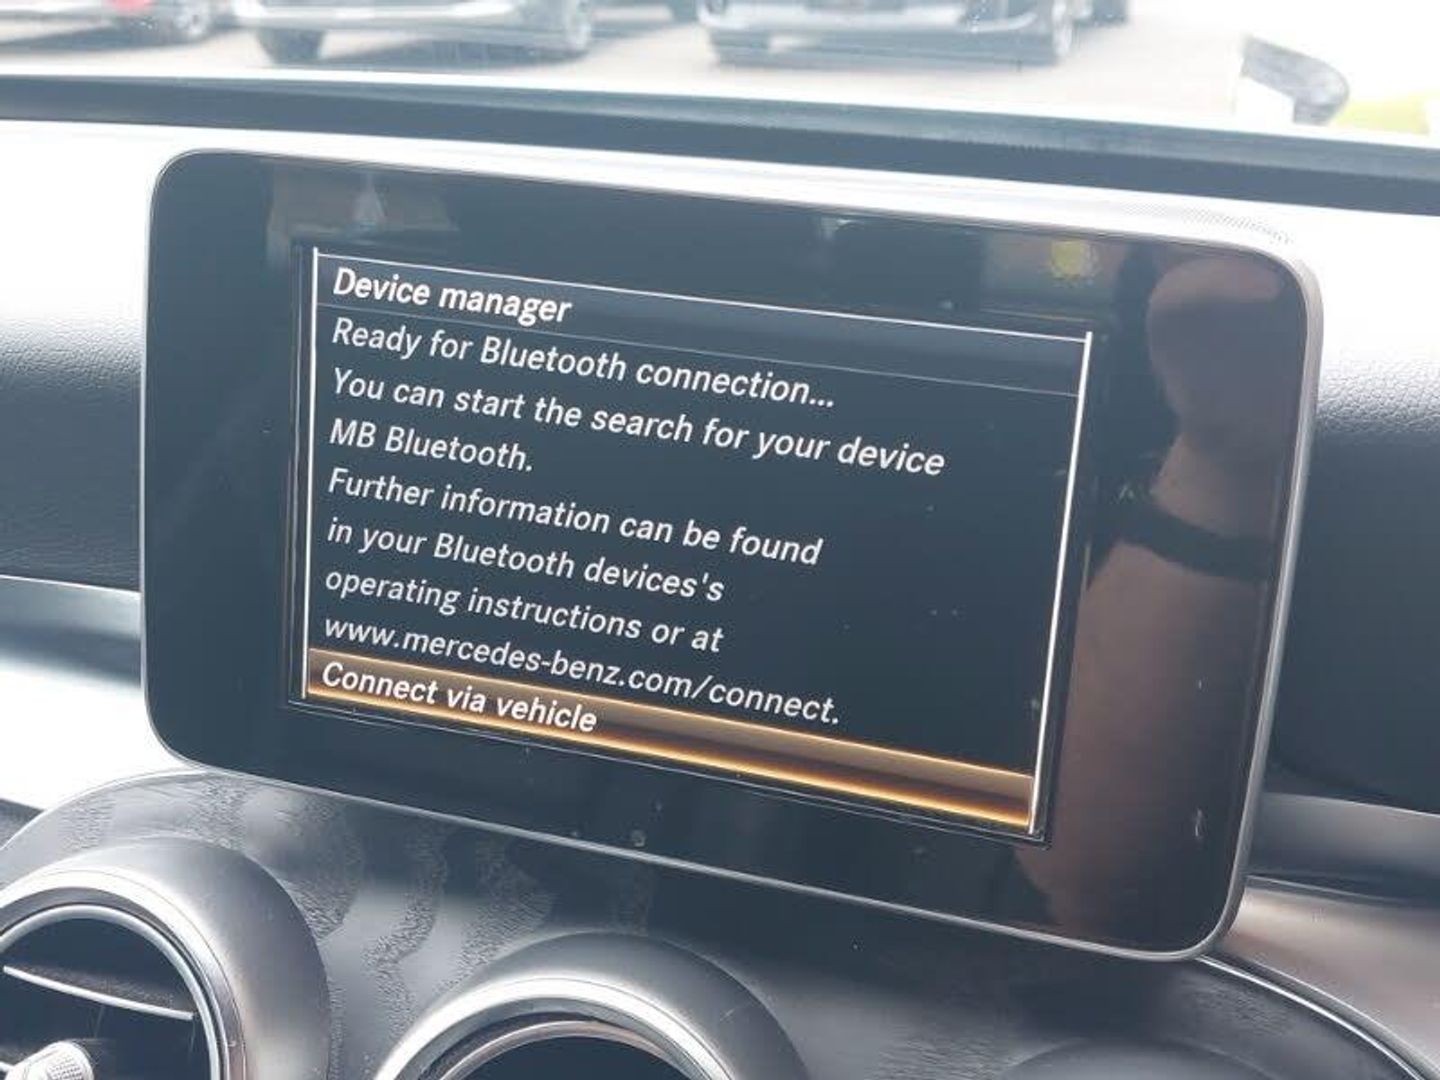 Device manager
Ready for Bluetooth connection...
You can start the search for your device
MB Bluetooth.
Further information can be found
in your Bluetooth devices's
operating instructions or at
www.mercedes-benz.com/connect.
Connect via vehicle